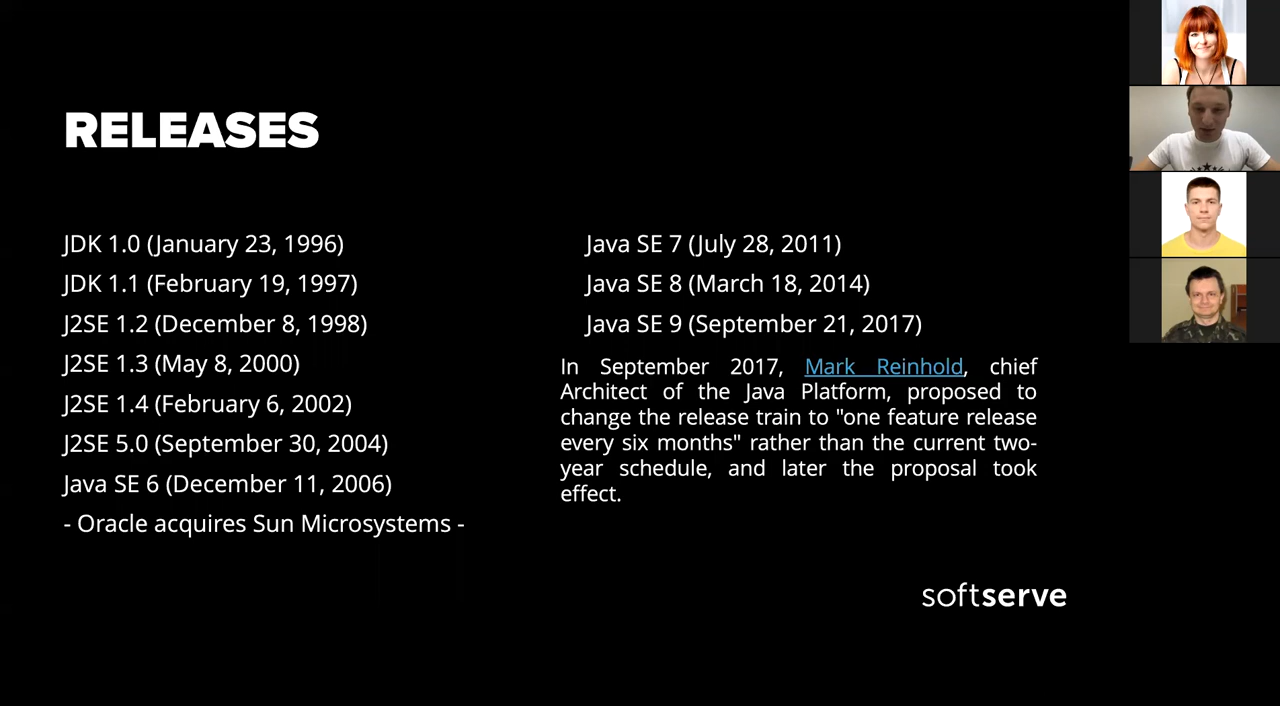 RELEASES
JDK 1.0 (January 23, 1996)
JDK 1.1 (February 19, 1997)
J2SE 1.2 (December 8, 1998)
J2SE 1.3 (May 8, 2000)
J2SE 1.4 (February 6, 2002)
J2SE 5.0 (September 30, 2004)
Java SE 6 (December 11, 2006)
- Oracle acquires Sun Microsystems -
Java SE 7 (July 28, 2011)
Java SE 8 (March 18, 2014)
Java SE 9 (September 21, 2017)
In September 2017, Mark Reinhold, chief
Architect of the Java Platform, proposed to
change the release train to "one feature release
every six months" rather than the current two-
year schedule, and later the proposal took
effect.
softserve